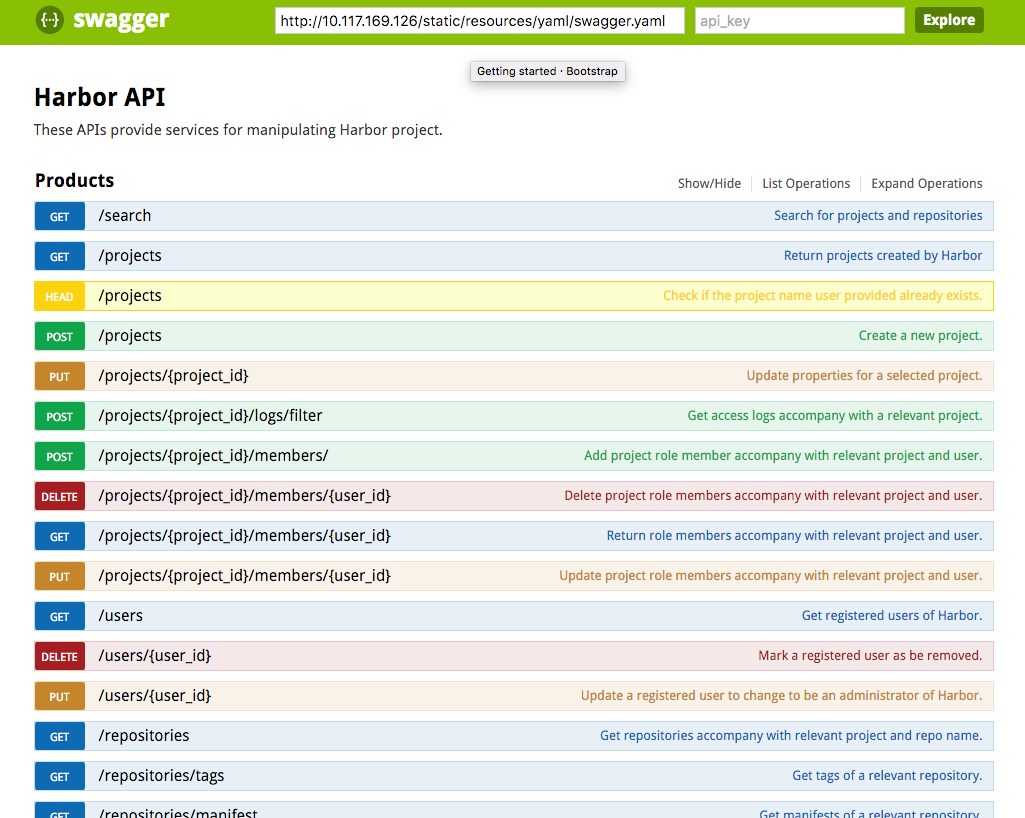 {··} swagger http://10.117.169.126/static/resources/yaml/swagger.yaml api_key Explore
Getting started · Bootstrap
Harbor API
These APIs provide services for manipulating Harbor project.
Products Show/Hide List Operations Expand Operations
GET /search Search for projects and repositories
GET /projects Return projects created by Harbor
HEAD /projects Check if the project name user provided already exists.
POST /projects Create a new project.
PUT /projects/{project_id} Update properties for a selected project.
POST /projects/{project_id}/logs/filter Get access logs accompany with a relevant project.
POST /projects/{project_id}/members/ Add project role member accompany with relevant project and user.
DELETE /projects/{project_id}/members/{user_id} Delete project role members accompany with relevant project and user.
GET /projects/{project_id}/members/{user_id} Return role members accompany with relevant project and user.
PUT /projects/{project_id}/members/{user_id} Update project role members accompany with relevant project and user.
GET /users Get registered users of Harbor.
DELETE /users/{user_id} Mark a registered user as be removed.
PUT /users/{user_id} Update a registered user to change to be an administrator of Harbor.
GET /repositories Get repositories accompany with relevant project and repo name.
GET /repositories/tags Get tags of a relevant repository.
GET /repositories/manifest Get manifests of a relevant repository.